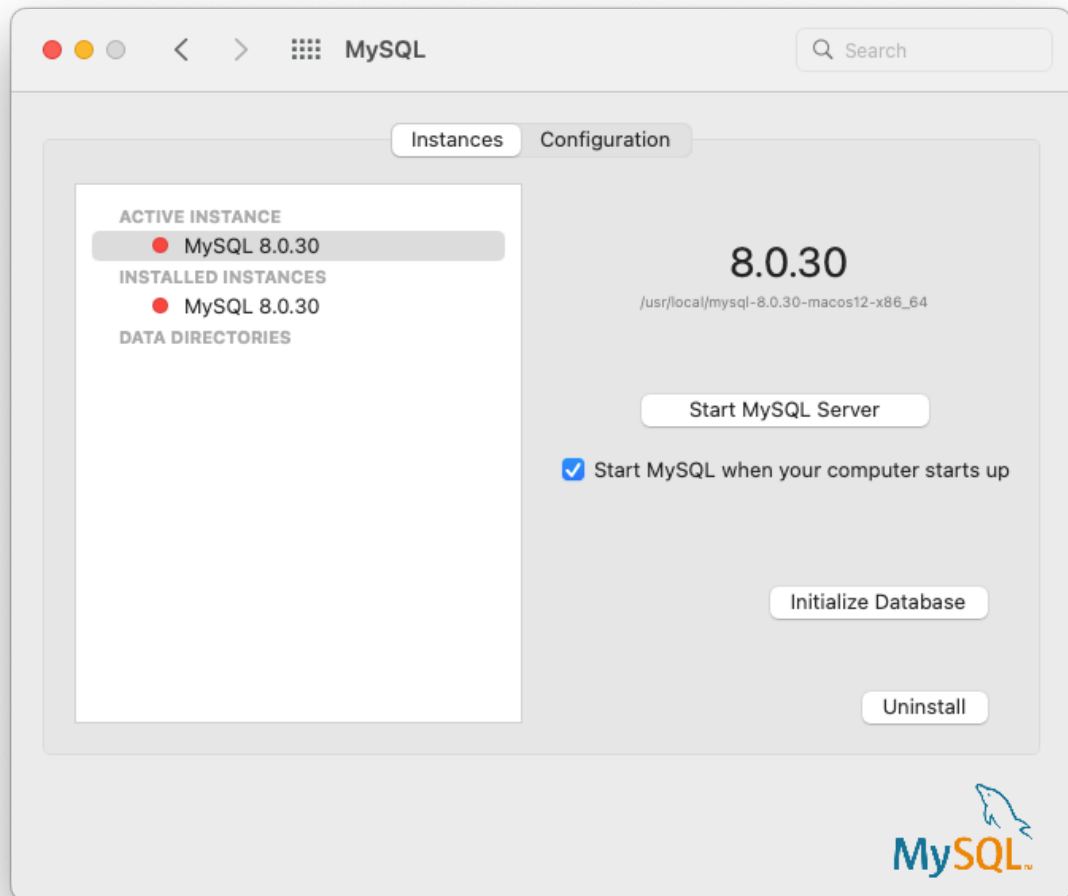 MySQL
Search
Instances
Configuration
ACTIVE INSTANCE
MySQL 8.0.30
INSTALLED INSTANCES
MySQL 8.0.30
DATA DIRECTORIES
8.0.30
/usr/local/mysql-8.0.30-macos12-x86_64
Start MySQL Server
Start MySQL when your computer starts up
Initialize Database
Uninstall
MySQL™